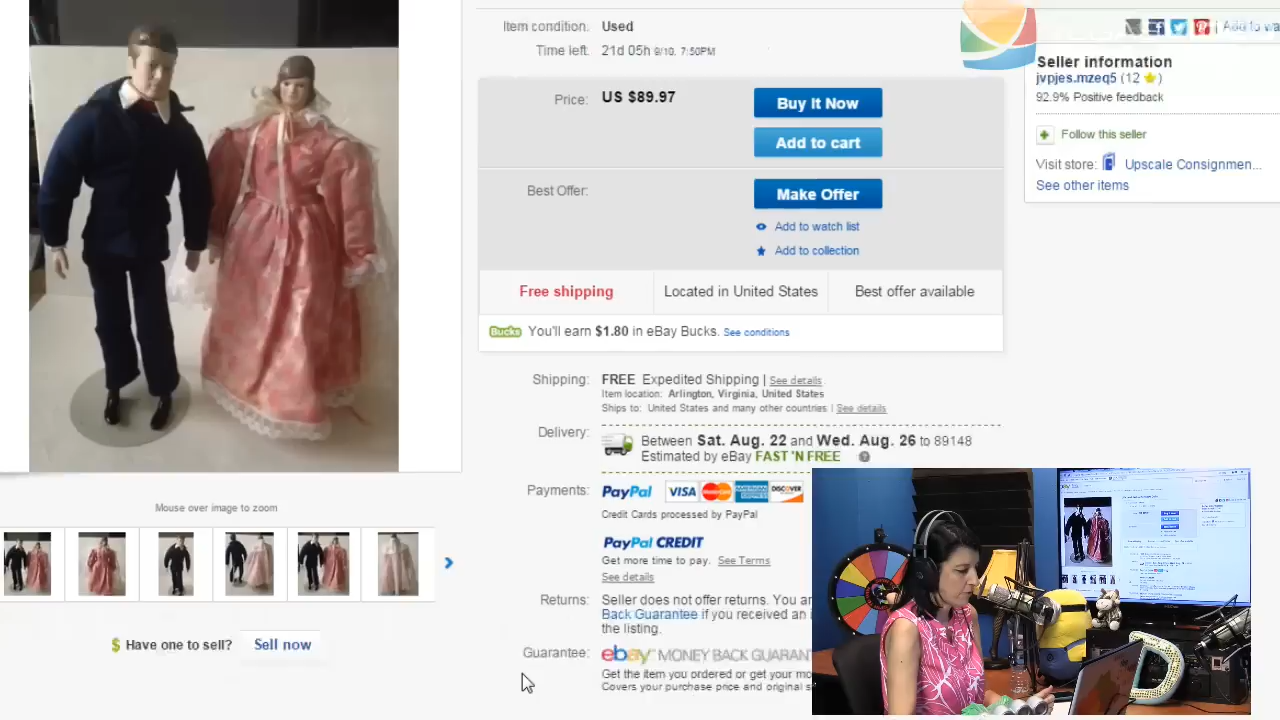 Item condition: Used
Time left: 21d 05h 9/10, 7:50PM
Price: US $89.97
Buy It Now
Add to cart
Best Offer:
Make Offer
Add to watch list
Add to collection
Free shipping
Located in United States
Best offer available
Bucks You'll earn $1.80 in eBay Bucks. See conditions
Shipping: FREE Expedited Shipping | See details
Item location: Arlington, Virginia, United States
Ships to: United States and many other countries | See details
Delivery: Between Sat. Aug. 22 and Wed. Aug. 26 to 89148
Estimated by eBay FAST 'N FREE
Payments: PayPal VISA MasterCard AMERICAN EXPRESS DISCOVER
Credit Cards processed by PayPal
PayPal CREDIT
Get more time to pay. See Terms
See details
Returns: Seller does not offer returns. You ar
Back Guarantee if you received an i
the listing.
Guarantee: ebay MONEY BACK GUARAN
Get the item you ordered or get your mo
Covers your purchase price and original s
Mouse over image to zoom
$ Have one to sell? Sell now
Add to wa
Seller information
jvpjes.mzeq5 (12)
92.9% Positive feedback
Follow this seller
Visit store: Upscale Consignmen...
See other items